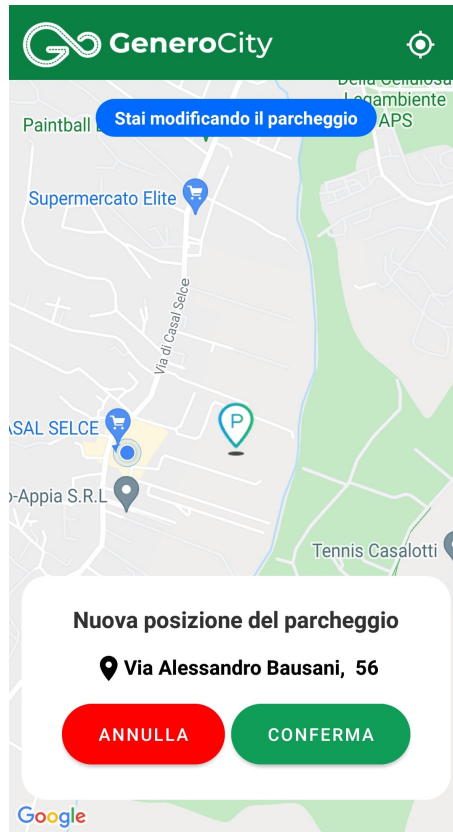 GeneroCity
Della Cellulosa
Legambiente
APS
Stai modificando il parcheggio
Paintball
Supermercato Elite
Via di Casal Selce
P
ASAL SELCE
o-Appia S.R.L
Tennis Casalotti
Nuova posizione del parcheggio
Via Alessandro Bausani, 56
ANNULLA
CONFERMA
Google